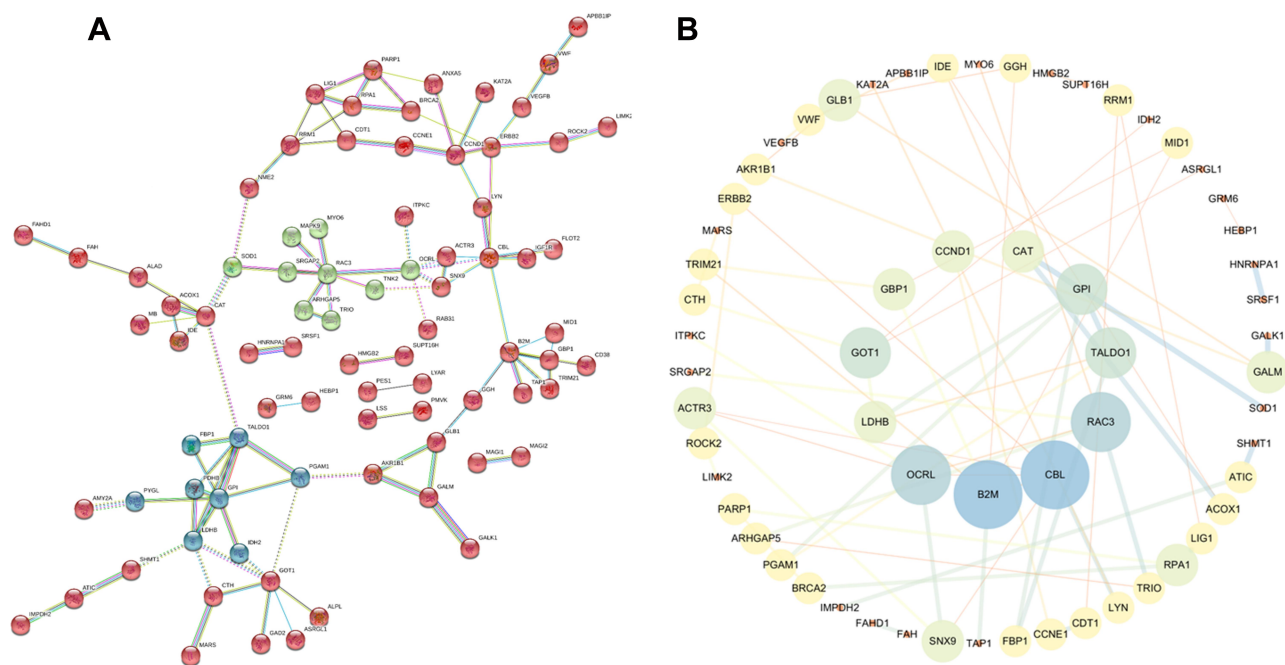 A
B
APBB1IP
VWF
PARP1
ANXA5
KAT2A
LIG1
RPA1
BRCA2
VEGFB
LIMK2
RRM1
CDT1
CCNE1
CCND1
ERBB2
ROCK2
NME2
LYN
ITPKC
FAHD1
FAH
MYO6
MAPK9
SOD1
SRGAP2
RAC3
OCRL
ACTR3
CBL
IGF1R
FLOT2
ALAD
TNK2
SNX9
ACOX1
CAT
MB
IDE
ARHGAP5
TRIO
RAB31
MID1
HNRNPA1
SRSF1
HMGB2
SUPT16H
B2M
GBP1
CD38
PES1
LYAR
TAP1
TRIM21
GRM6
HEBP1
GGH
LSS
PMVK
FBP1
TALDO1
GLB1
PGAM1
AKR1B1
MAGI1
MAGI2
PDHB
GPI
GALM
AMY2A
PYGL
LDHB
IDH2
GALK1
SHMT1
GOT1
CTH
ATIC
IMPDH2
ALPL
GAD2
ASRGL1
MARS
IDE
MYO6
GGH
APBB1IP
HMGB2
KAT2A
SUPT16H
GLB1
RRM1
VWF
IDH2
VEGFB
MID1
AKR1B1
ASRGL1
ERBB2
GRM6
MARS
HEBP1
CCND1
CAT
TRIM21
HNRNPA1
GBP1
GPI
CTH
SRSF1
ITPKC
GALK1
GOT1
TALDO1
SRGAP2
GALM
ACTR3
SOD1
LDHB
RAC3
ROCK2
SHMT1
LIMK2
OCRL
CBL
ATIC
B2M
PARP1
ACOX1
ARHGAP5
LIG1
PGAM1
RPA1
BRCA2
TRIO
IMPDH2
LYN
FAHD1
CDT1
FAH
CCNE1
SNX9
TAP1
FBP1